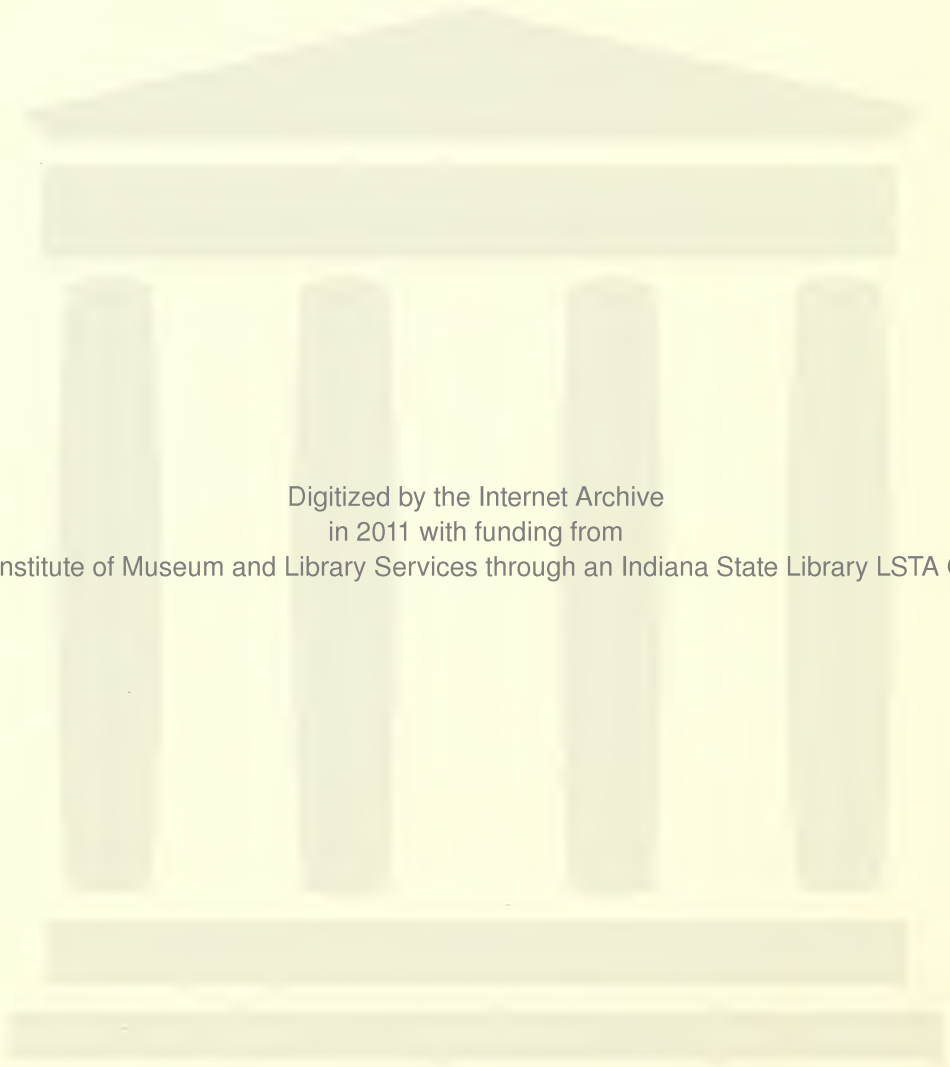 Digitized by the Internet Archive
in 2011 with funding from
nstitute of Museum and Library Services through an Indiana State Library LSTA